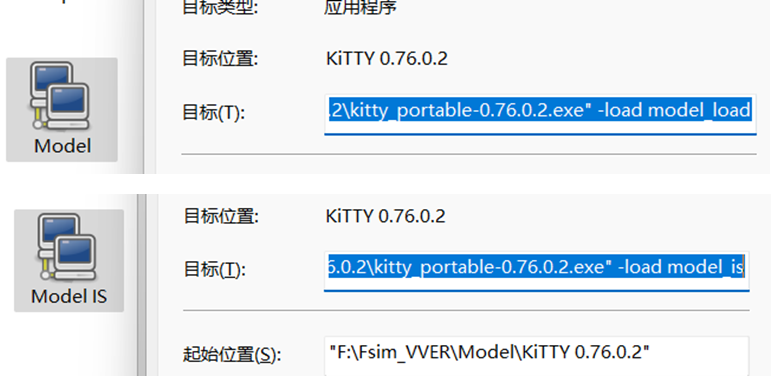 目标类型:
应用程序
目标位置:
KiTTY 0.76.0.2
目标(T):
.2\kitty_portable-0.76.0.2.exe" -load model_load
Model
目标位置:
KiTTY 0.76.0.2
目标(T):
6.0.2\kitty_portable-0.76.0.2.exe" -load model_is
Model IS
起始位置(S):
"F:\Fsim_VVER\Model\KiTTY 0.76.0.2"